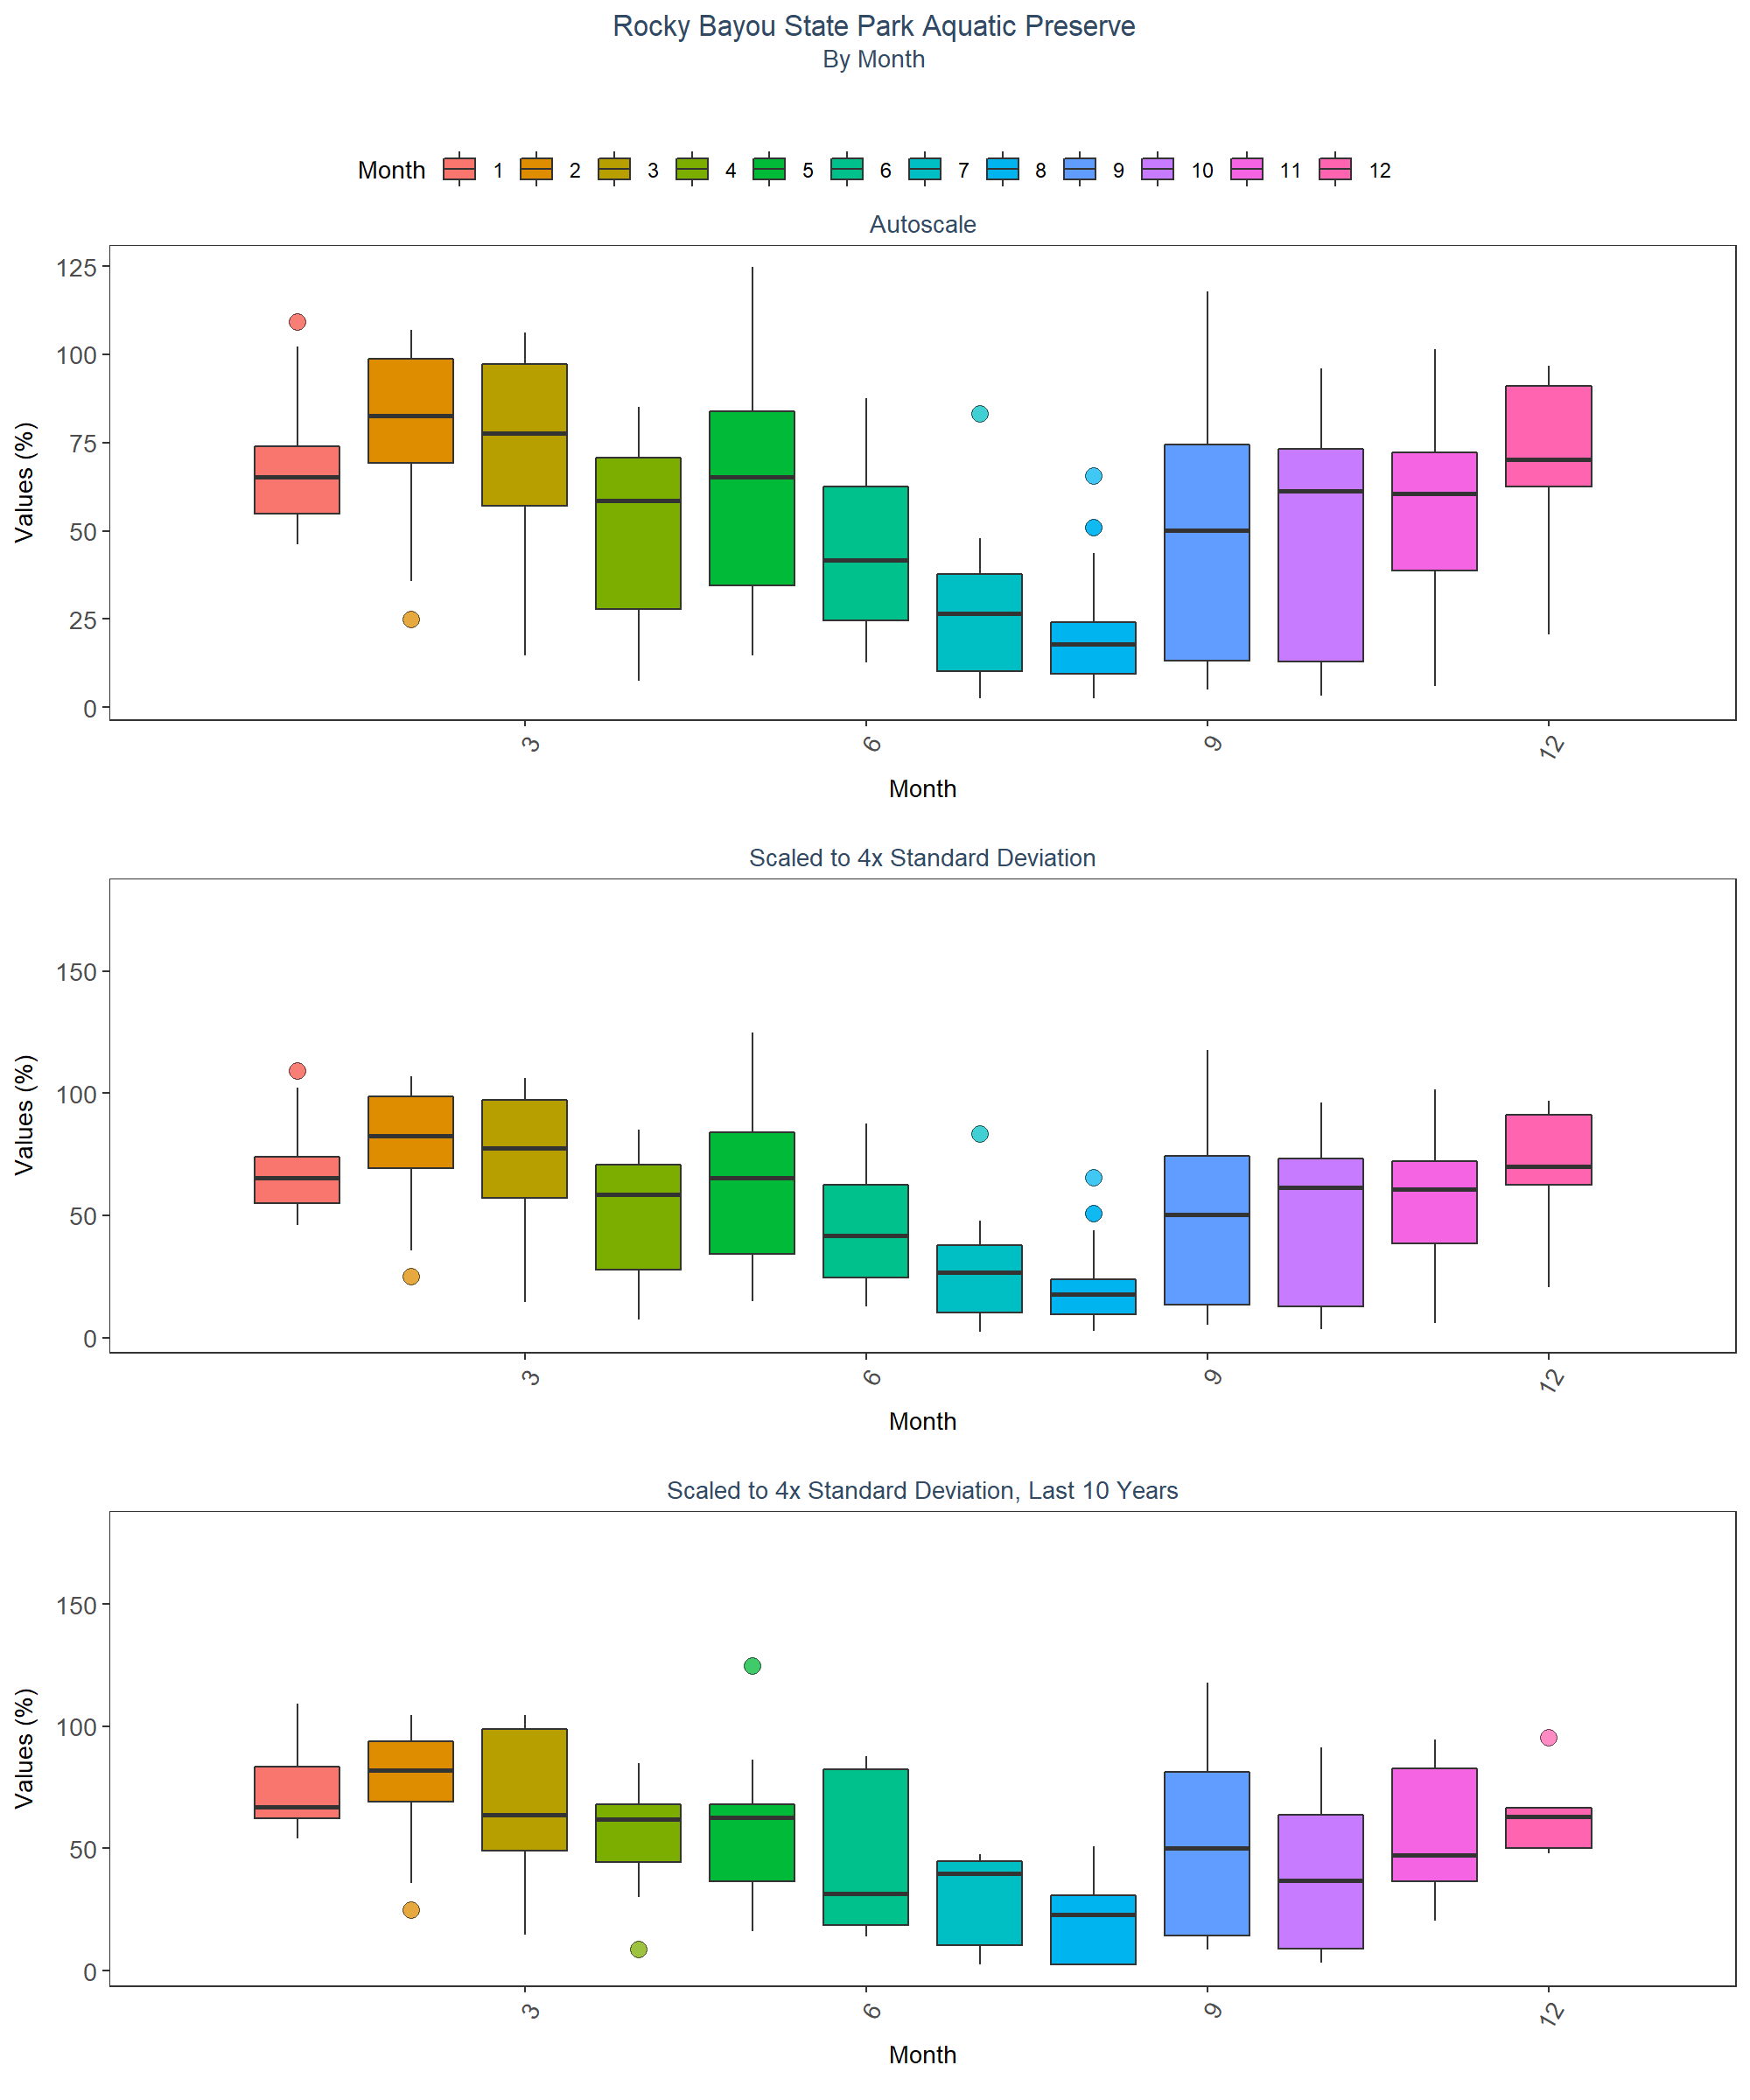 Rocky Bayou State Park Aquatic Preserve
By Month
Month 1 2 3 4 5 6 7 8 9 10 11 12
Autoscale
Values (%)
125
100
75
50
25
0
3 6 9 12
Month
Scaled to 4x Standard Deviation
Values (%)
150
100
50
0
3 6 9 12
Month
Scaled to 4x Standard Deviation, Last 10 Years
Values (%)
150
100
50
0
3 6 9 12
Month